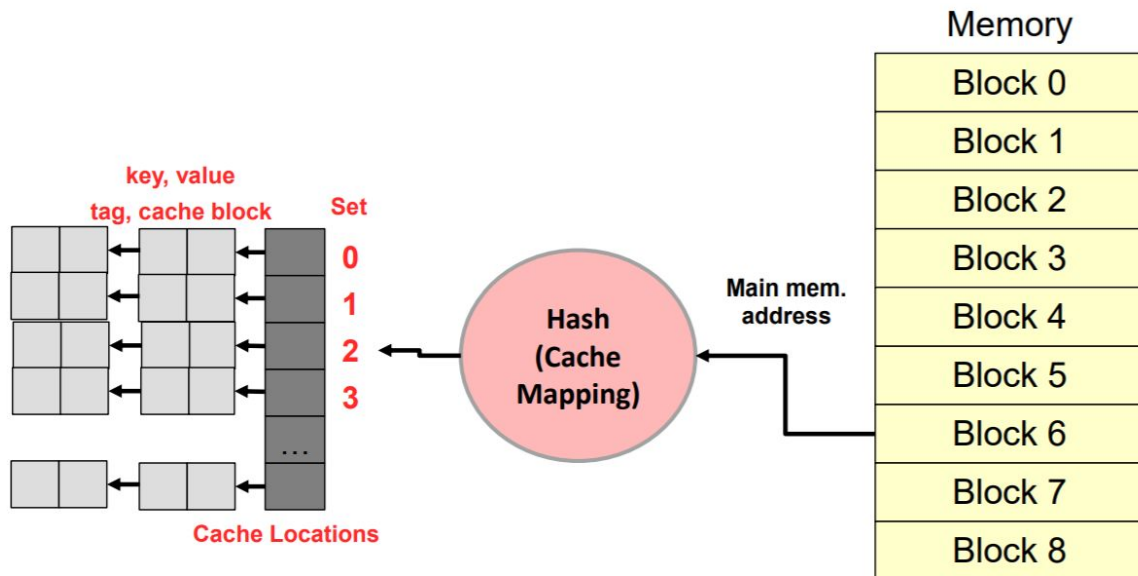 Memory
Block 0
Block 1
Block 2
Block 3
Block 4
Block 5
Block 6
Block 7
Block 8
key, value
tag, cache block
Set
0
1
2
3
...
Cache Locations
Hash
(Cache
Mapping)
Main mem.
address